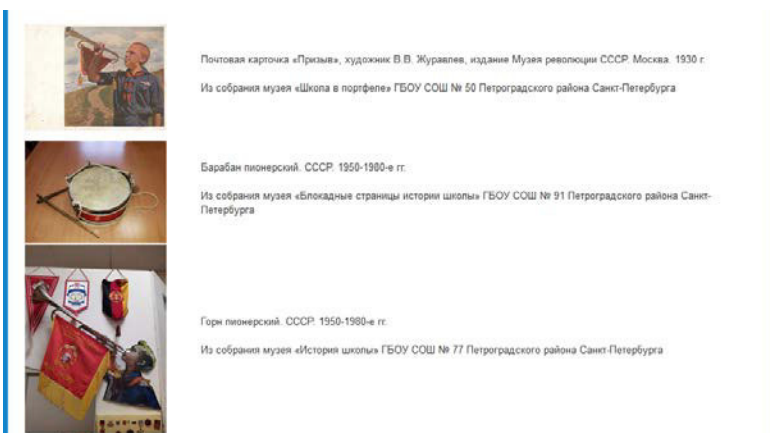 Почтовая карточка «Призыв», художник В.В. Журавлев, издание Музея революции СССР. Москва. 1930 г.
Из собрания музея «Школа в портфеле» ГБОУ СОШ № 50 Петроградского района Санкт-Петербурга
Барабан пионерский. СССР. 1950-1980-е гг.
Из собрания музея «Блокадные страницы истории школы» ГБОУ СОШ № 91 Петроградского района Санкт-
Петербурга
Горн пионерский. СССР. 1950-1980-е гг.
Из собрания музея «История школы» ГБОУ СОШ № 77 Петроградского района Санкт-Петербурга